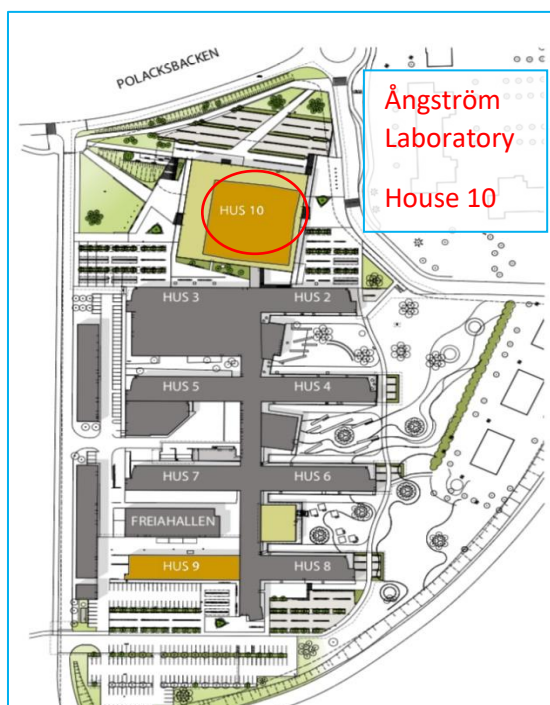 POLACKSBACKEN
Ångström
Laboratory
House 10
HUS 10
HUS 3
HUS 2
HUS 5
HUS 4
HUS 7
HUS 6
FREIAHALLEN
HUS 9
HUS 8